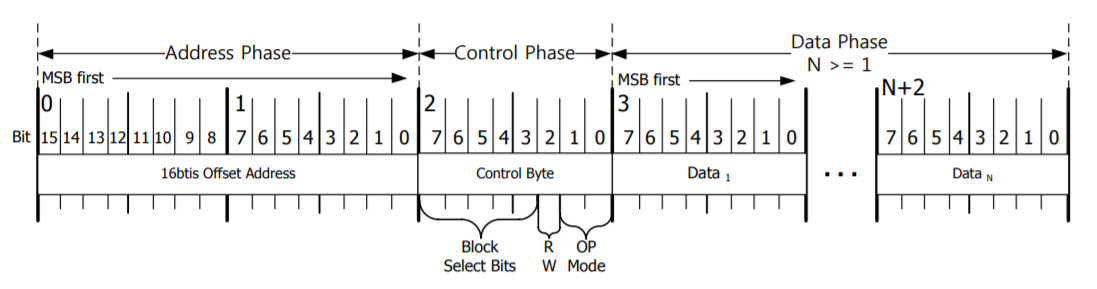 Address Phase Control Phase Data Phase
N >= 1
MSB first MSB first
0 1 2 3 N+2
Bit 15 14 13 12 11 10 9 8 7 6 5 4 3 2 1 0 7 6 5 4 3 2 1 0 7 6 5 4 3 2 1 0 7 6 5 4 3 2 1 0
16btis Offset Address Control Byte Data 1 ... Data N
Block R OP
Select Bits W Mode